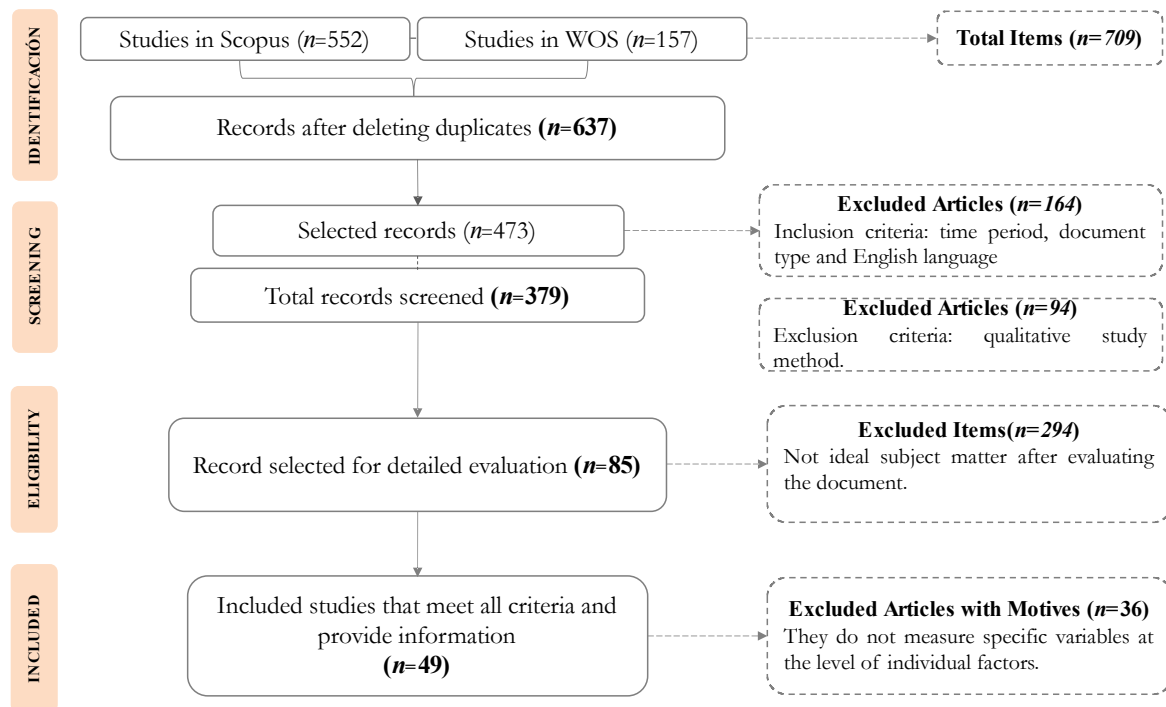 IDENTIFICACIÓN
Studies in Scopus (n=552)
Studies in WOS (n=157)
Total Items (n=709)
Records after deleting duplicates (n=637)
SCREENING
Selected records (n=473)
Excluded Articles (n=164)
Inclusion criteria: time period, document
type and English language
Total records screened (n=379)
Excluded Articles (n=94)
Exclusion criteria: qualitative study
method.
ELIGIBILITY
Record selected for detailed evaluation (n=85)
Excluded Items(n=294)
Not ideal subject matter after evaluating
the document.
INCLUDED
Included studies that meet all criteria and
provide information
(n=49)
Excluded Articles with Motives (n=36)
They do not measure specific variables at
the level of individual factors.